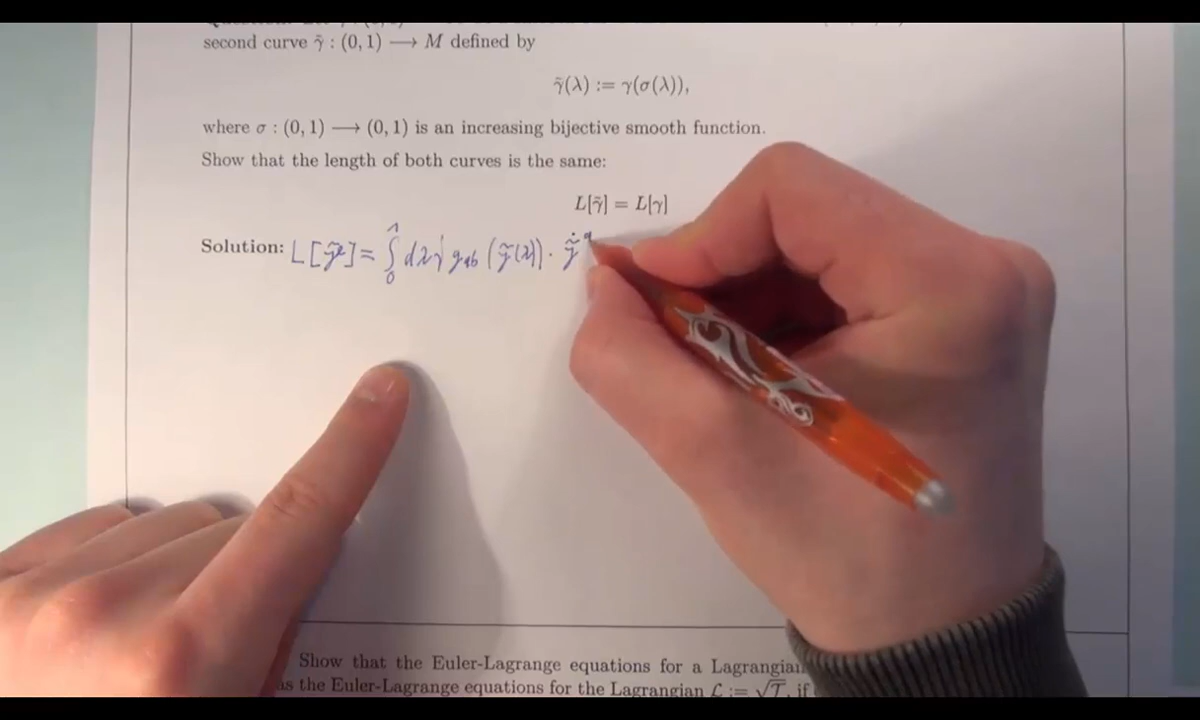 second curve γ̃ : (0, 1) ⟶ M defined by
γ̃(λ) := γ(σ(λ)),
where σ : (0, 1) ⟶ (0, 1) is an increasing bijective smooth function.
Show that the length of both curves is the same:
L[γ̃] = L[γ]
Solution: L[γ̃] = ∫₀¹ dλ √ g_ab (γ̃(λ)) · γ̃̇^a
Show that the Euler-Lagrange equations for a Lagrangian
as the Euler-Lagrange equations for the Lagrangian ℒ := √T, if